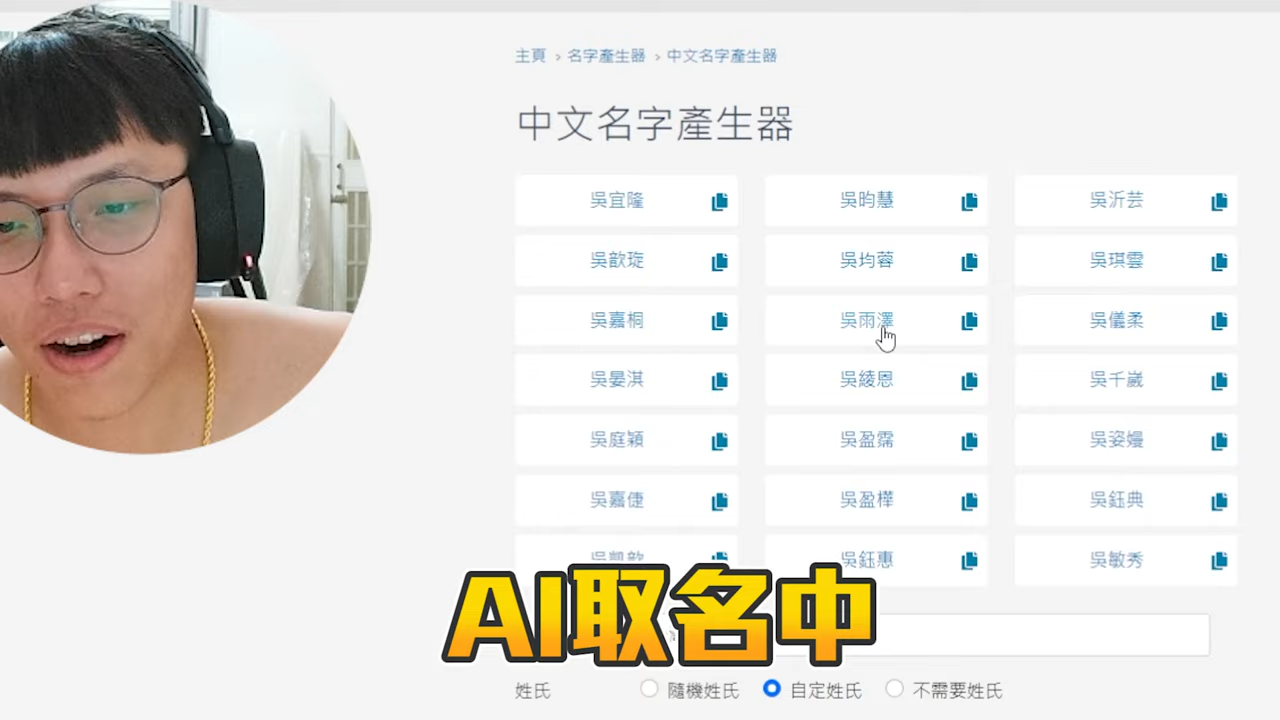 主頁 › 名字產生器 › 中文名字產生器
中文名字產生器
吳宜隆 吳昀慧 吳沂芸
吳歆璇 吳均蓉 吳琪雲
吳嘉桐 吳雨澤 吳儀柔
吳晏淇 吳綾恩 吳千崴
吳庭穎 吳盈霈 吳姿嫚
吳嘉倢 吳盈樺 吳鈺典
吳凱歆 吳鈺惠 吳敏秀
AI取名中
姓氏 隨機姓氏 自定姓氏 不需要姓氏